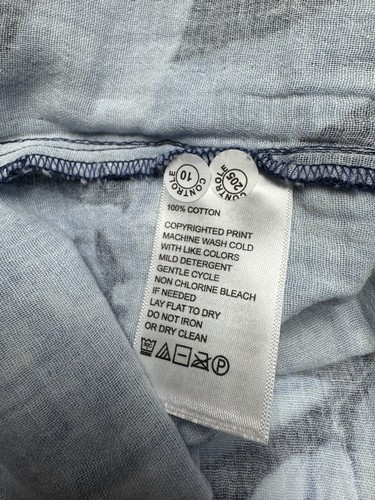 CONTROLE
10
CONTROLE
205
100% COTTON
COPYRIGHTED PRINT
MACHINE WASH COLD
WITH LIKE COLORS
MILD DETERGENT
GENTLE CYCLE
NON CHLORINE BLEACH
IF NEEDED
LAY FLAT TO DRY
DO NOT IRON
OR DRY CLEAN
P